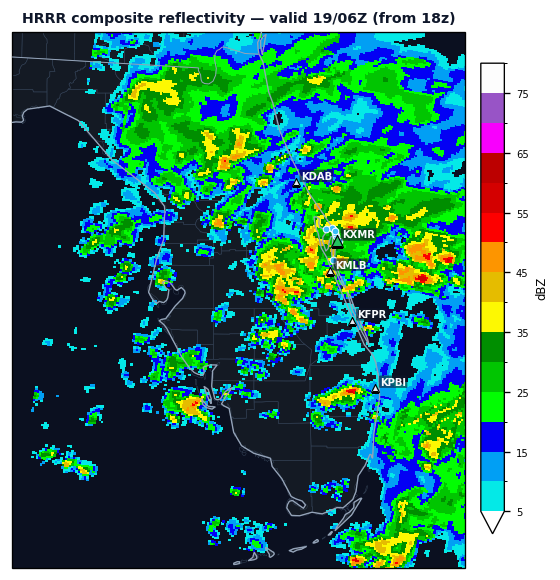 HRRR composite reflectivity — valid 19/06Z (from 18z)
KDAB
KXMR
KMLB
KFPR
KPBI
75
65
55
45
35
25
15
5
dBZ